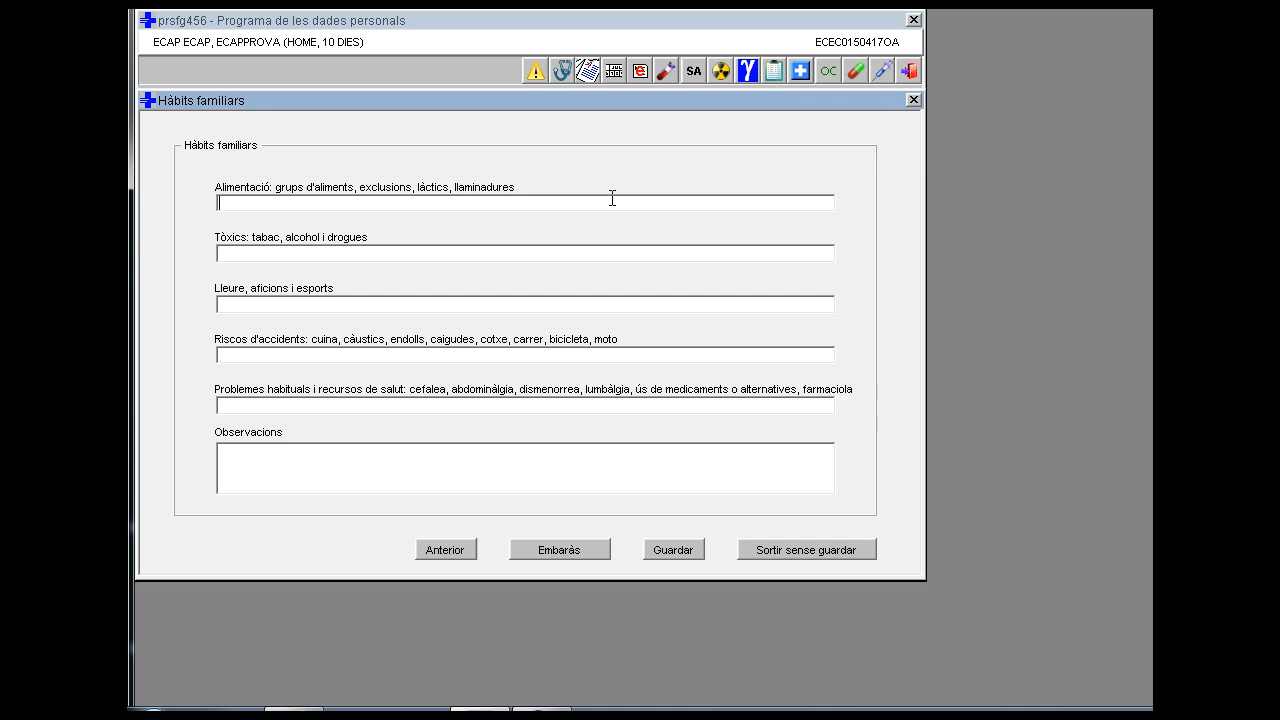 prsfg456 - Programa de les dades personals
ECAP ECAP, ECAPPROVA (HOME, 10 DIES) ECEC0150417OA
SA γ OC
Hàbits familiars
Hàbits familiars
Alimentació: grups d'aliments, exclusions, làctics, llaminadures
Tòxics: tabac, alcohol i drogues
Lleure, aficions i esports
Riscos d'accidents: cuina, càustics, endolls, caigudes, cotxe, carrer, bicicleta, moto
Problemes habituals i recursos de salut: cefalea, abdominàlgia, dismenorrea, lumbàlgia, ús de medicaments o alternatives, farmaciola
Observacions
Anterior Embaràs Guardar Sortir sense guardar